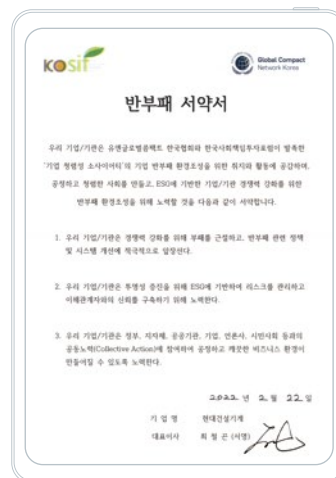 KOSIF
Global Compact
Network Korea
반부패 서약서
우리 기업/기관은 유엔글로벌콤팩트 한국협회와 한국사회책임투자포럼이 발족한
'기업 청렴성 소사이어티'의 기업 반부패 환경조성을 위한 취지와 활동에 공감하며,
공정하고 청렴한 사회를 만들고, ESG에 기반한 기업/기관 경쟁력 강화를 위한
반부패 환경조성을 위해 노력할 것을 다음과 같이 서약합니다.
1. 우리 기업/기관은 경쟁력 강화를 위해 부패를 근절하고, 반부패 관련 정책
및 시스템 개선에 적극적으로 앞장선다.
2. 우리 기업/기관은 투명성 증진을 위해 ESG에 기반하여 리스크를 관리하고
이해관계자와의 신뢰를 구축하기 위해 노력한다.
3. 우리 기업/기관은 정부, 지자체, 공공기관, 기업, 언론사, 시민사회 등과의
공동노력(Collective Action)에 참여하여 공정하고 깨끗한 비즈니스 환경이
만들어질 수 있도록 노력한다.
2022 년 2 월 22 일
기 업 명 현대건설기계
대표이사 최 철 곤 (서명)